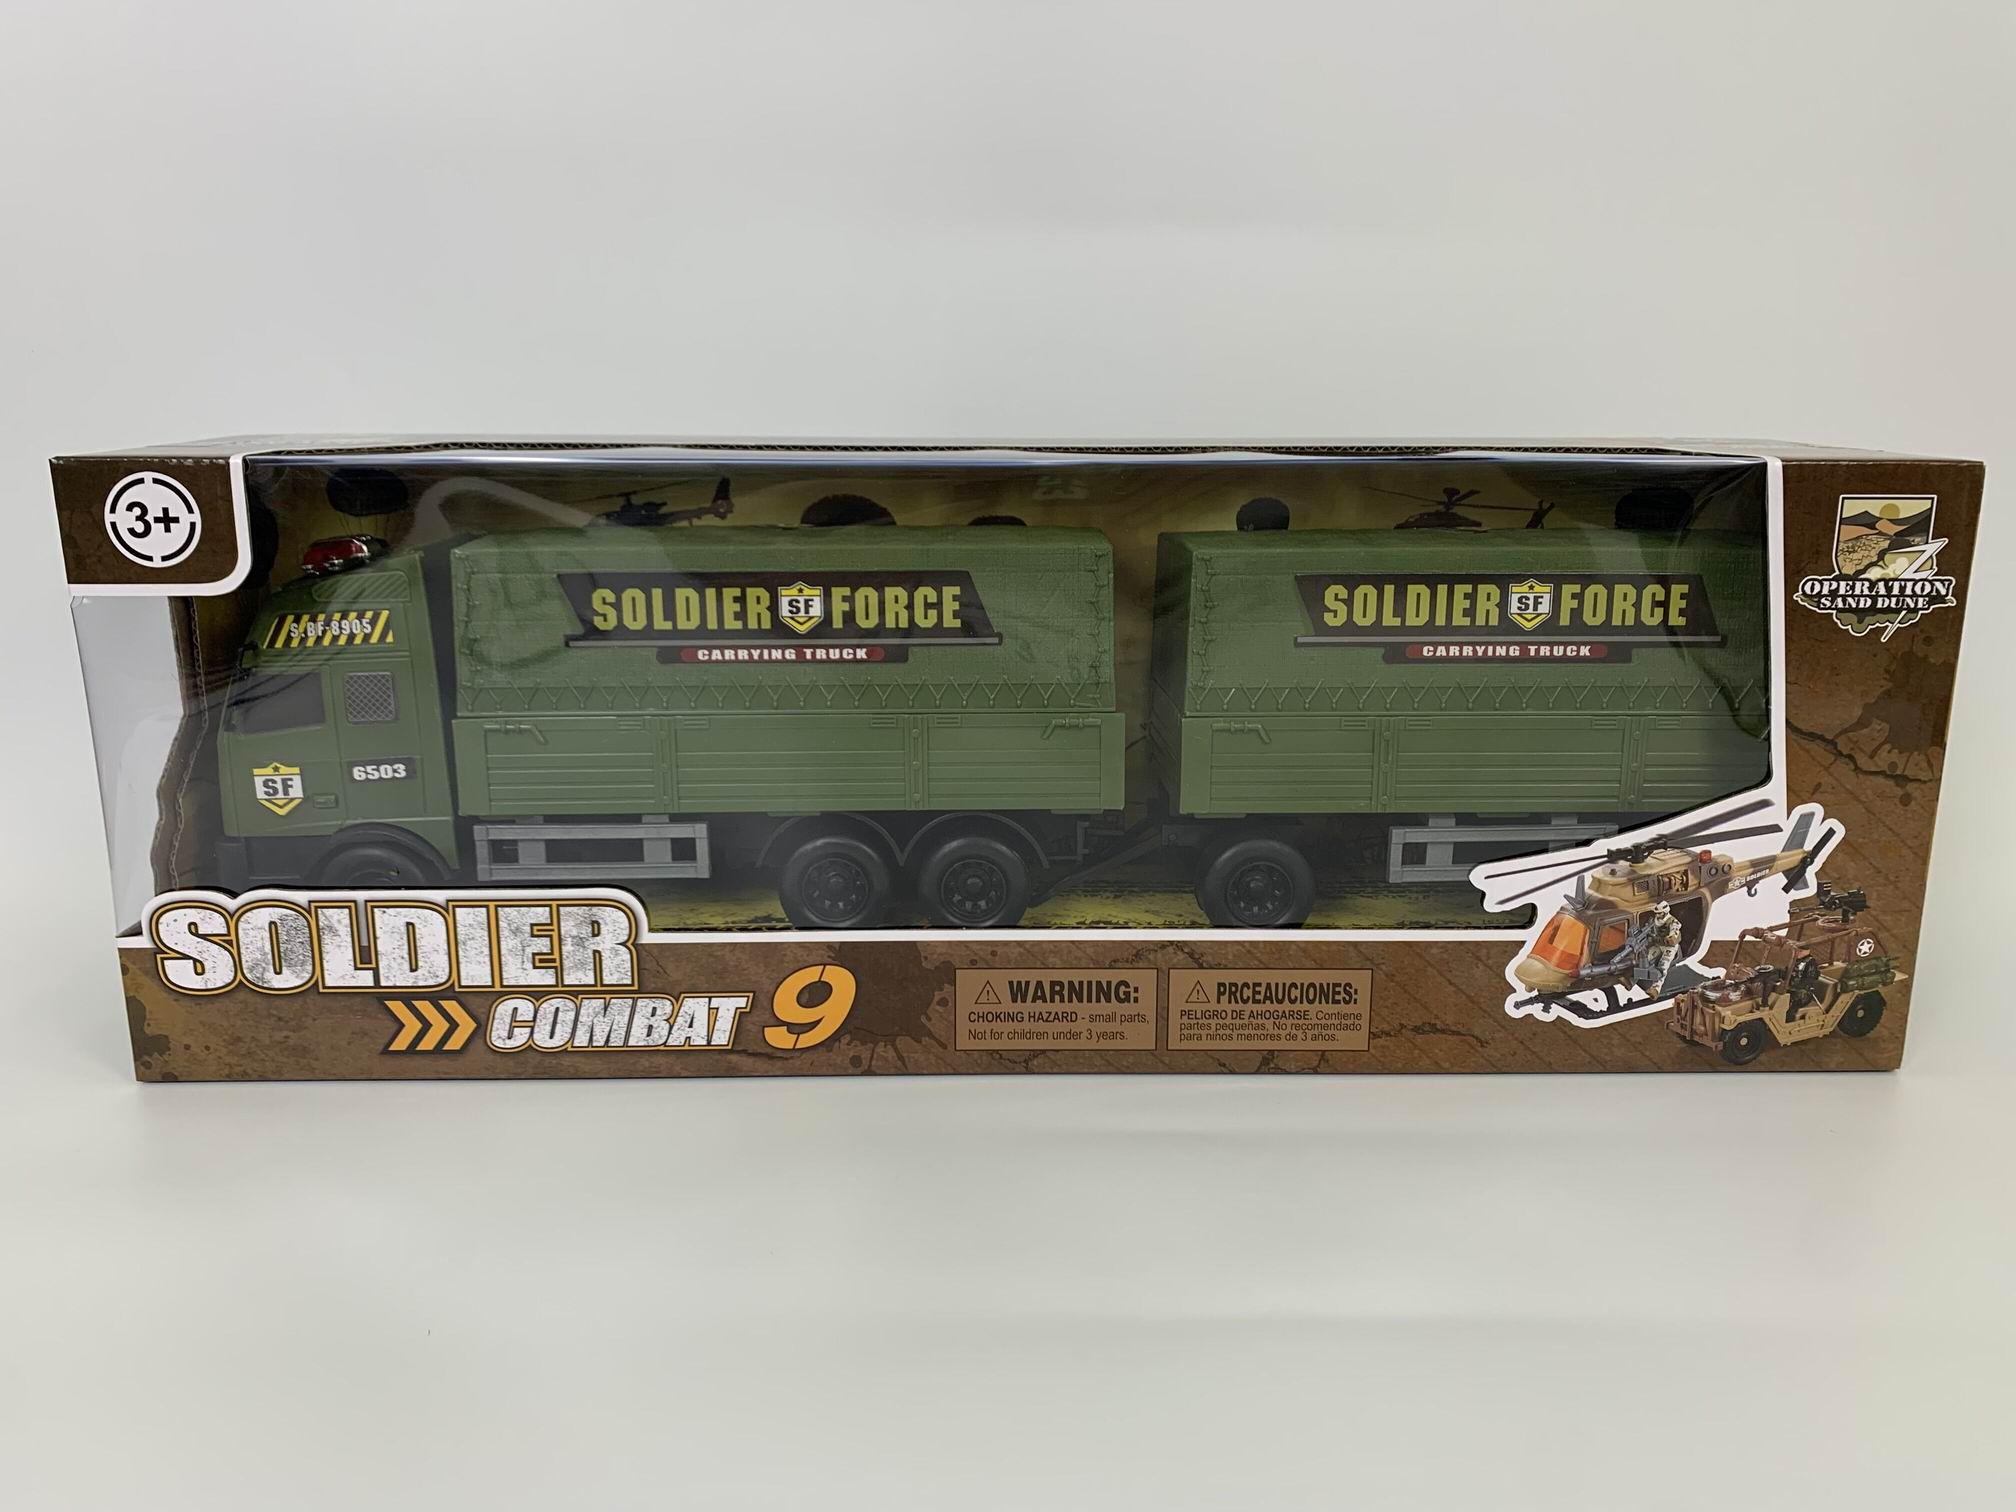 3+
OPERATION
SAND DUNE
S.BF-8905
SOLDIER SF FORCE
CARRYING TRUCK
SOLDIER SF FORCE
CARRYING TRUCK
SF
6503
SOLDIER
SOLDIER
COMBAT 9
WARNING:
CHOKING HAZARD - small parts,
Not for children under 3 years.
PRCEAUCIONES:
PELIGRO DE AHOGARSE. Contiene
partes pequeñas, No recomendado
para ninos menores de 3 años.